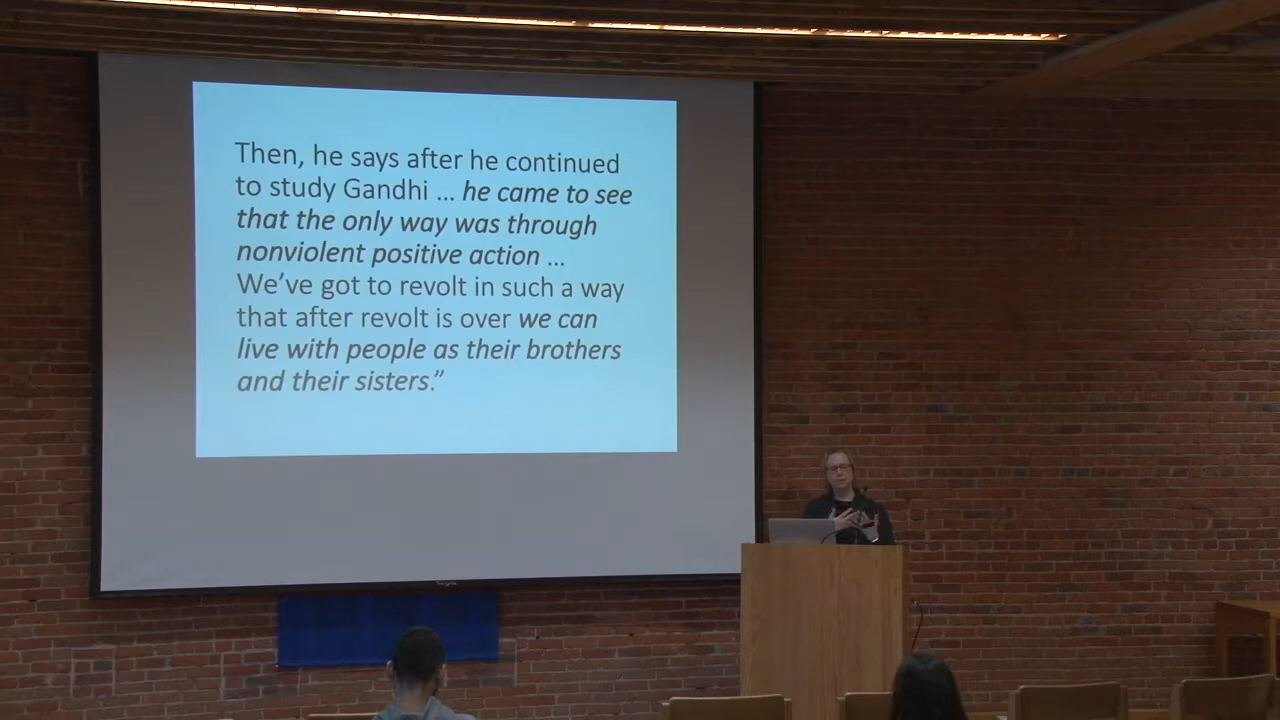 Then, he says after he continued
to study Gandhi ... he came to see
that the only way was through
nonviolent positive action ...
We’ve got to revolt in such a way
that after revolt is over we can
live with people as their brothers
and their sisters.”